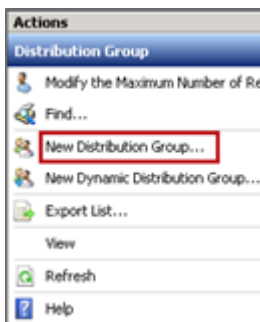 Actions
Distribution Group
Modify the Maximum Number of Re
Find...
New Distribution Group...
New Dynamic Distribution Group...
Export List...
View
Refresh
Help